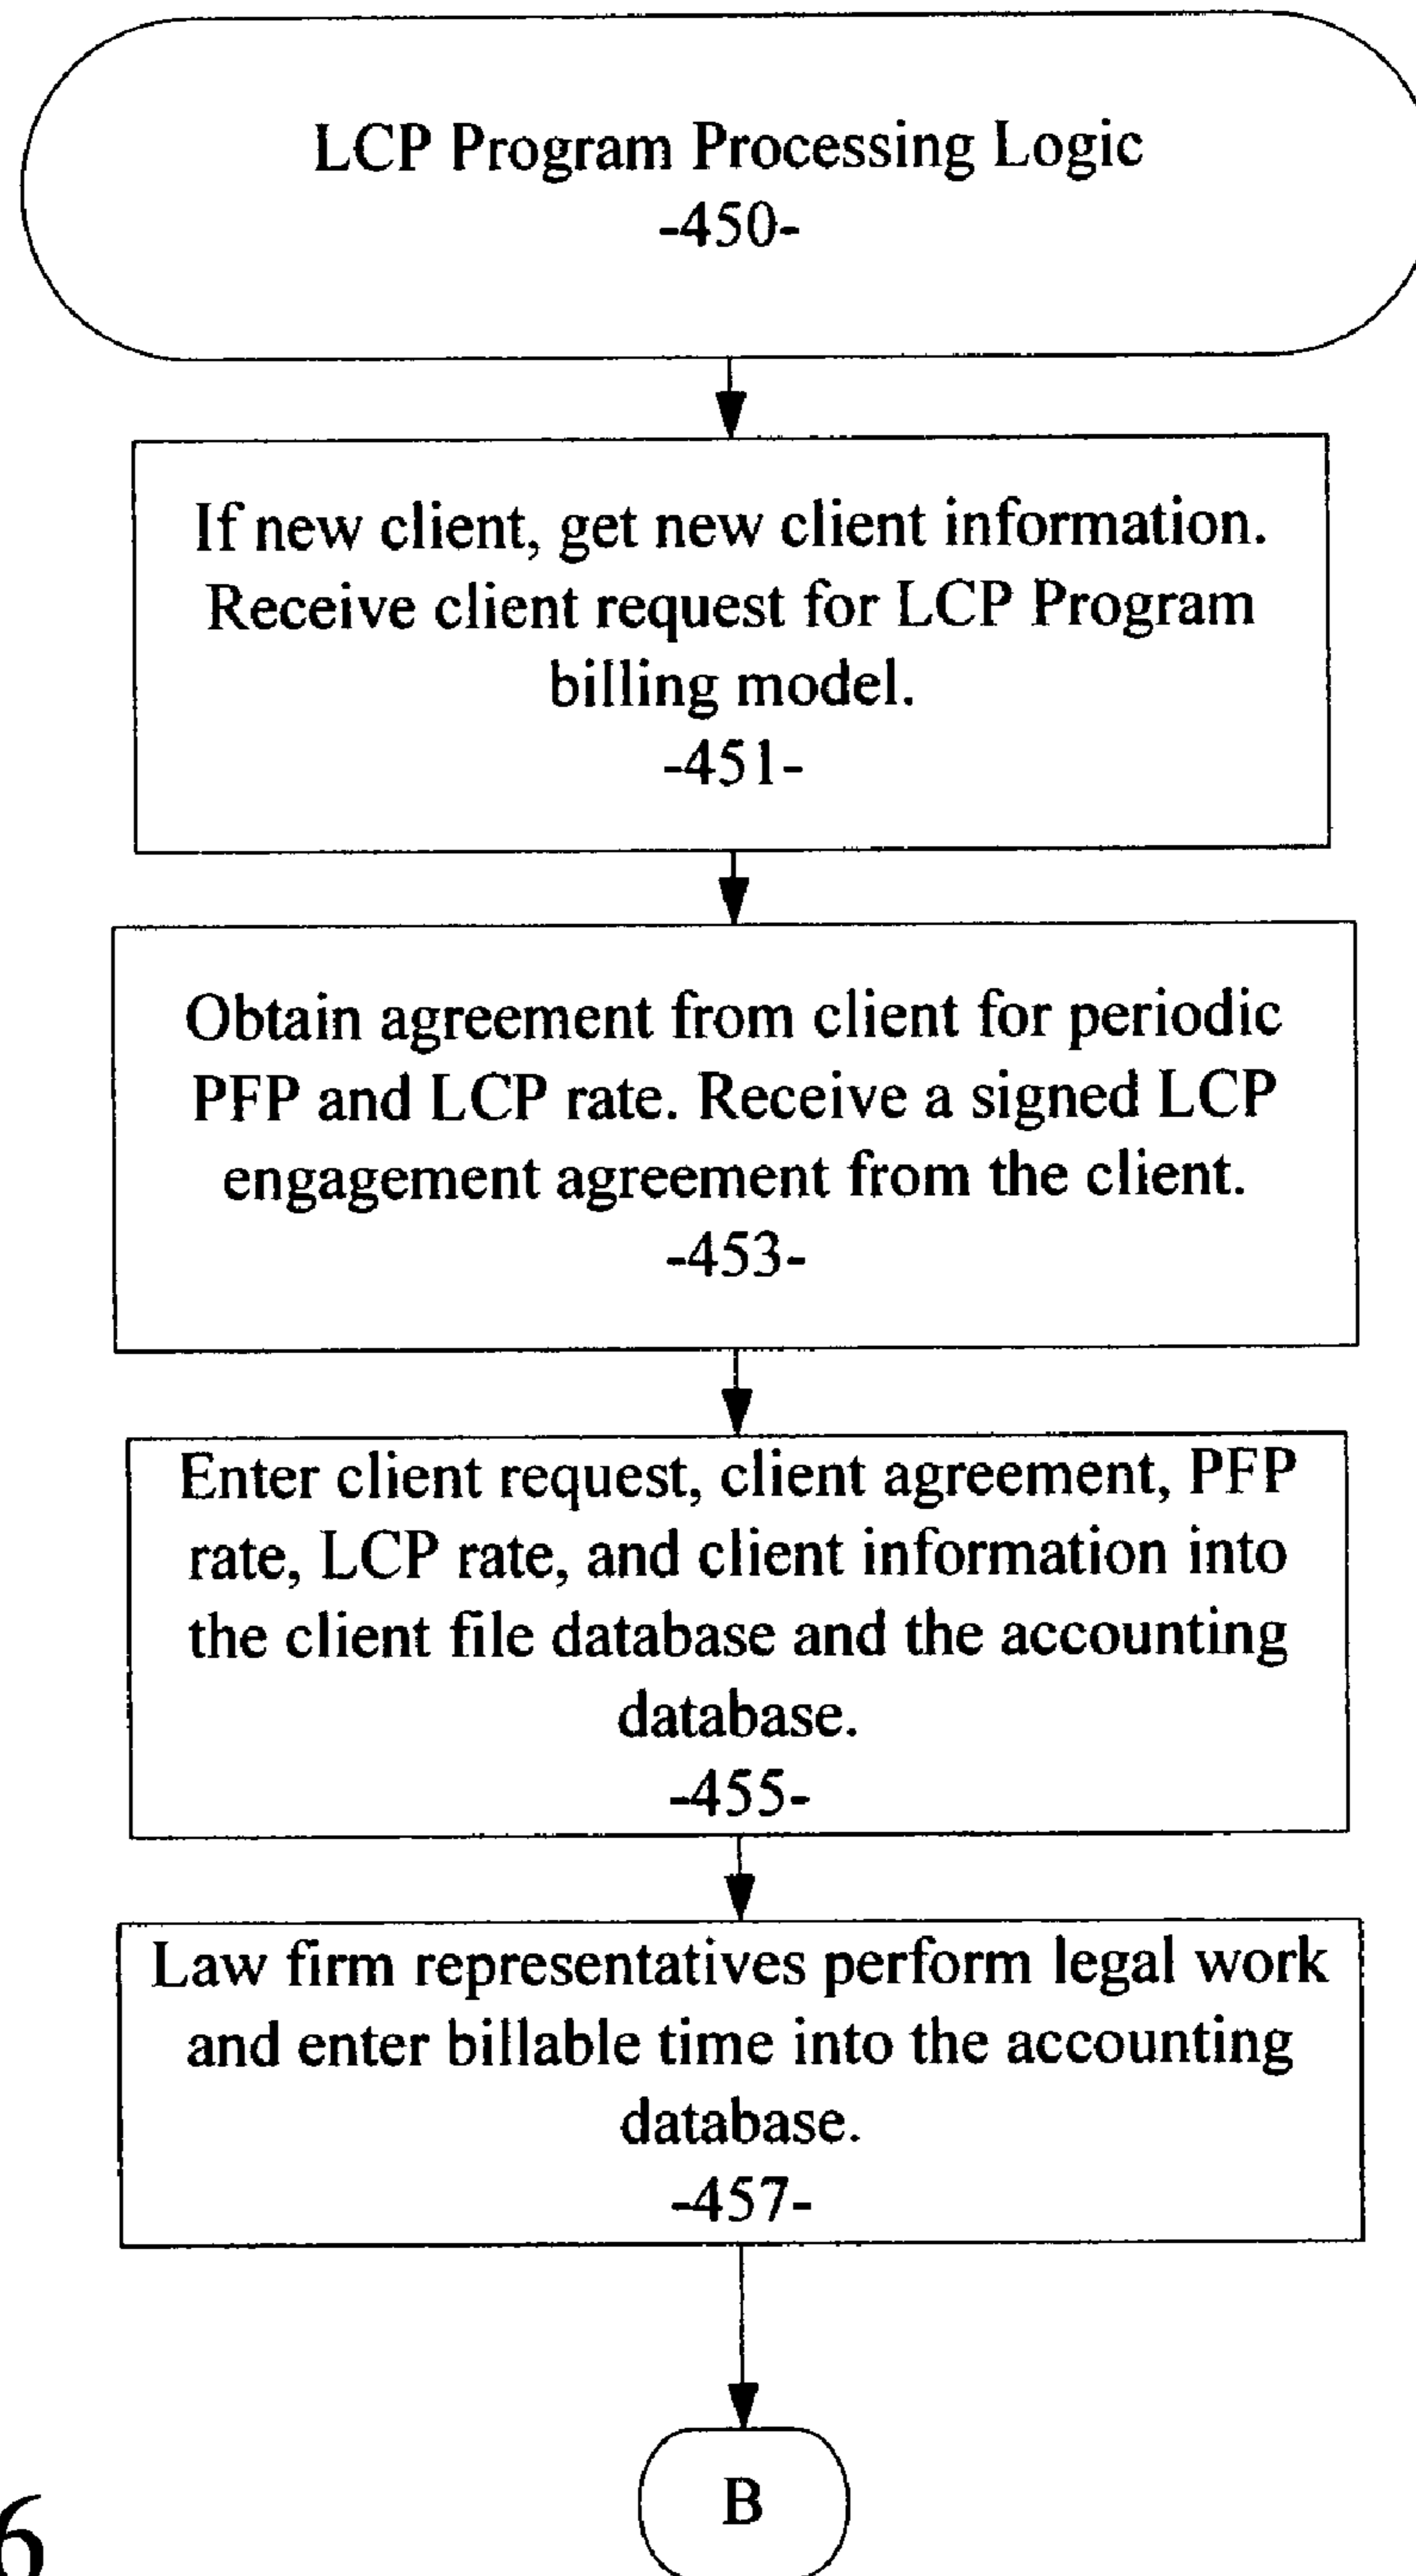 LCP Program Processing Logic
-450-
If new client, get new client information.
Receive client request for LCP Program
billing model.
-451-
Obtain agreement from client for periodic
PFP and LCP rate. Receive a signed LCP
engagement agreement from the client.
-453-
Enter client request, client agreement, PFP
rate, LCP rate, and client information into
the client file database and the accounting
database.
-455-
Law firm representatives perform legal work
and enter billable time into the accounting
database.
-457-
B
6